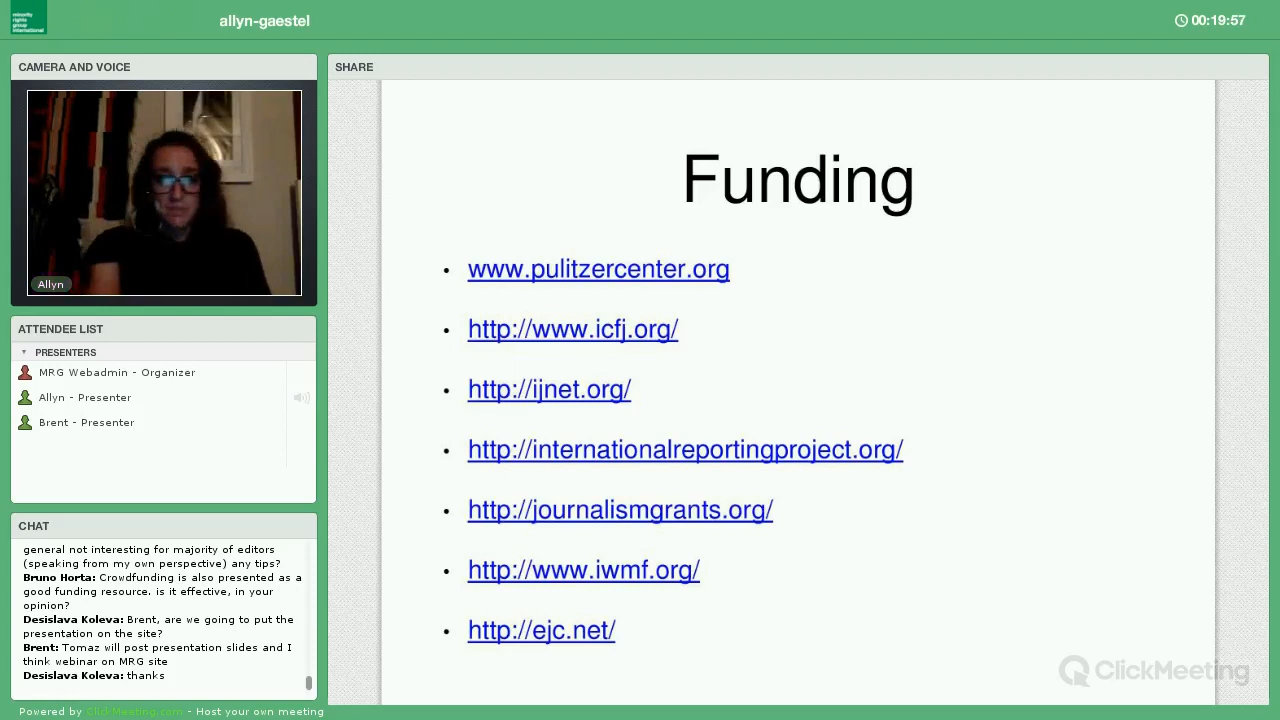 minority
rights
group
international
allyn-gaestel
00:19:57
CAMERA AND VOICE
Allyn
ATTENDEE LIST
PRESENTERS
MRG Webadmin - Organizer
Allyn - Presenter
Brent - Presenter
CHAT
general not interesting for majority of editors
(speaking from my own perspective) any tips?
Bruno Horta: Crowdfunding is also presented as a
good funding resource. is it effective, in your
opinion?
Desislava Koleva: Brent, are we going to put the
presentation on the site?
Brent: Tomaz will post presentation slides and I
think webinar on MRG site
Desislava Koleva: thanks
Powered by ClickMeeting.com - Host your own meeting
SHARE
Funding
• www.pulitzercenter.org
• http://www.icfj.org/
• http://ijnet.org/
• http://internationalreportingproject.org/
• http://journalismgrants.org/
• http://www.iwmf.org/
• http://ejc.net/
ClickMeeting